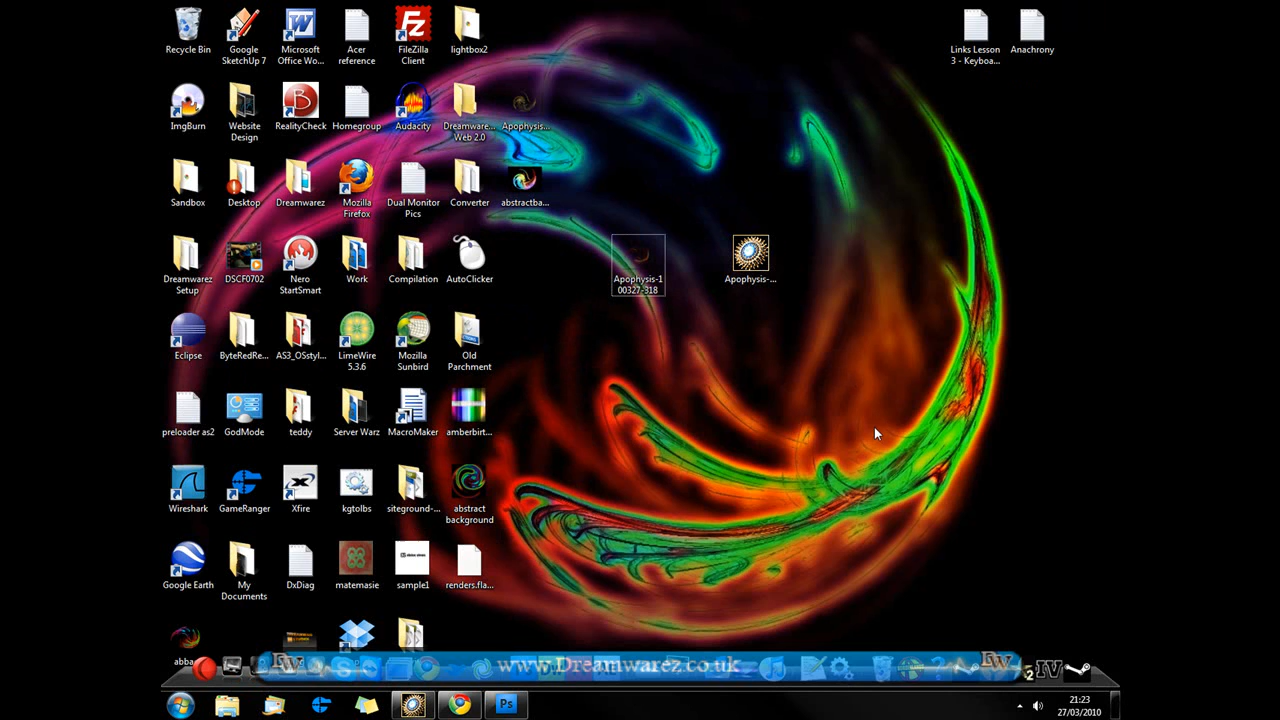 Recycle Bin
Google
SketchUp 7
Microsoft
Office Wo...
Acer
reference
FileZilla
Client
lightbox2
Links Lesson
3 - Keyboa...
Anachrony
ImgBurn
Website
Design
RealityCheck
Homegroup
Audacity
Dreamware...
Web 2.0
Apophysis...
Sandbox
Desktop
Dreamwarez
Mozilla
Firefox
Dual Monitor
Pics
Converter
abstractba...
Dreamwarez
Setup
DSCF0702
Nero
StartSmart
Work
Compilation
AutoClicker
Apophysis-1
00327-318
Apophysis-...
Eclipse
ByteRedRe...
AS3_OSstyl...
LimeWire
5.3.6
Mozilla
Sunbird
Old
Parchment
preloader as2
GodMode
teddy
Server Warz
MacroMaker
amberbirt...
Wireshark
GameRanger
Xfire
kgtolbs
siteground-...
abstract
background
Google Earth
My
Documents
DxDiag
matemasie
sample1
renders.fla...
abba
www.Dreamwarez.co.uk
IV
Ps
21:23
27/03/2010